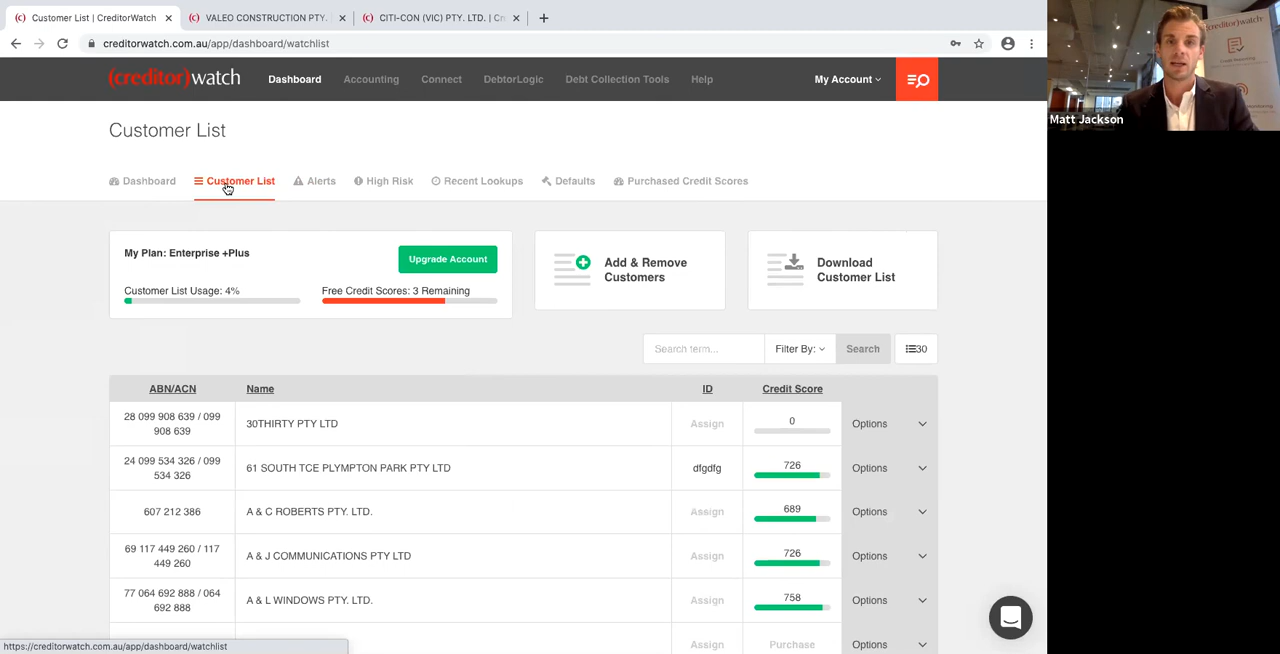 Customer List | CreditorWatch
VALEO CONSTRUCTION PTY.
CITI-CON (VIC) PTY. LTD. | Cr
creditorwatch.com.au/app/dashboard/watchlist
(creditor)watch
Dashboard
Accounting
Connect
DebtorLogic
Debt Collection Tools
Help
My Account
Matt Jackson
Customer List
Dashboard
Customer List
Alerts
High Risk
Recent Lookups
Defaults
Purchased Credit Scores
My Plan: Enterprise +Plus
Upgrade Account
Customer List Usage: 4%
Free Credit Scores: 3 Remaining
Add & Remove
Customers
Download
Customer List
Search term...
Filter By:
Search
30
ABN/ACN Name ID Credit Score
28 099 908 639 / 099
908 639
30THIRTY PTY LTD Assign 0 Options
24 099 534 326 / 099
534 326
61 SOUTH TCE PLYMPTON PARK PTY LTD dfgdfg 726 Options
607 212 386 A & C ROBERTS PTY. LTD. Assign 689 Options
69 117 449 260 / 117
449 260
A & J COMMUNICATIONS PTY LTD Assign 726 Options
77 064 692 888 / 064
692 888
A & L WINDOWS PTY. LTD. Assign 758 Options
Assign Purchase Options
https://creditorwatch.com.au/app/dashboard/watchlist